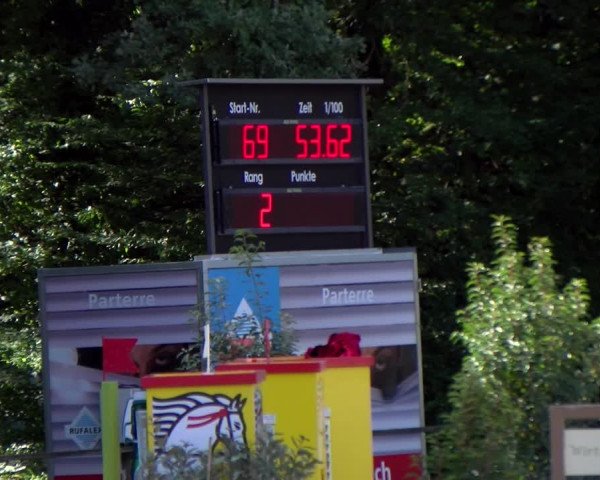 Start-Nr. Zeit 1/100
69 53.62
Rang Punkte
2
Parterre Parterre
RUFALEX